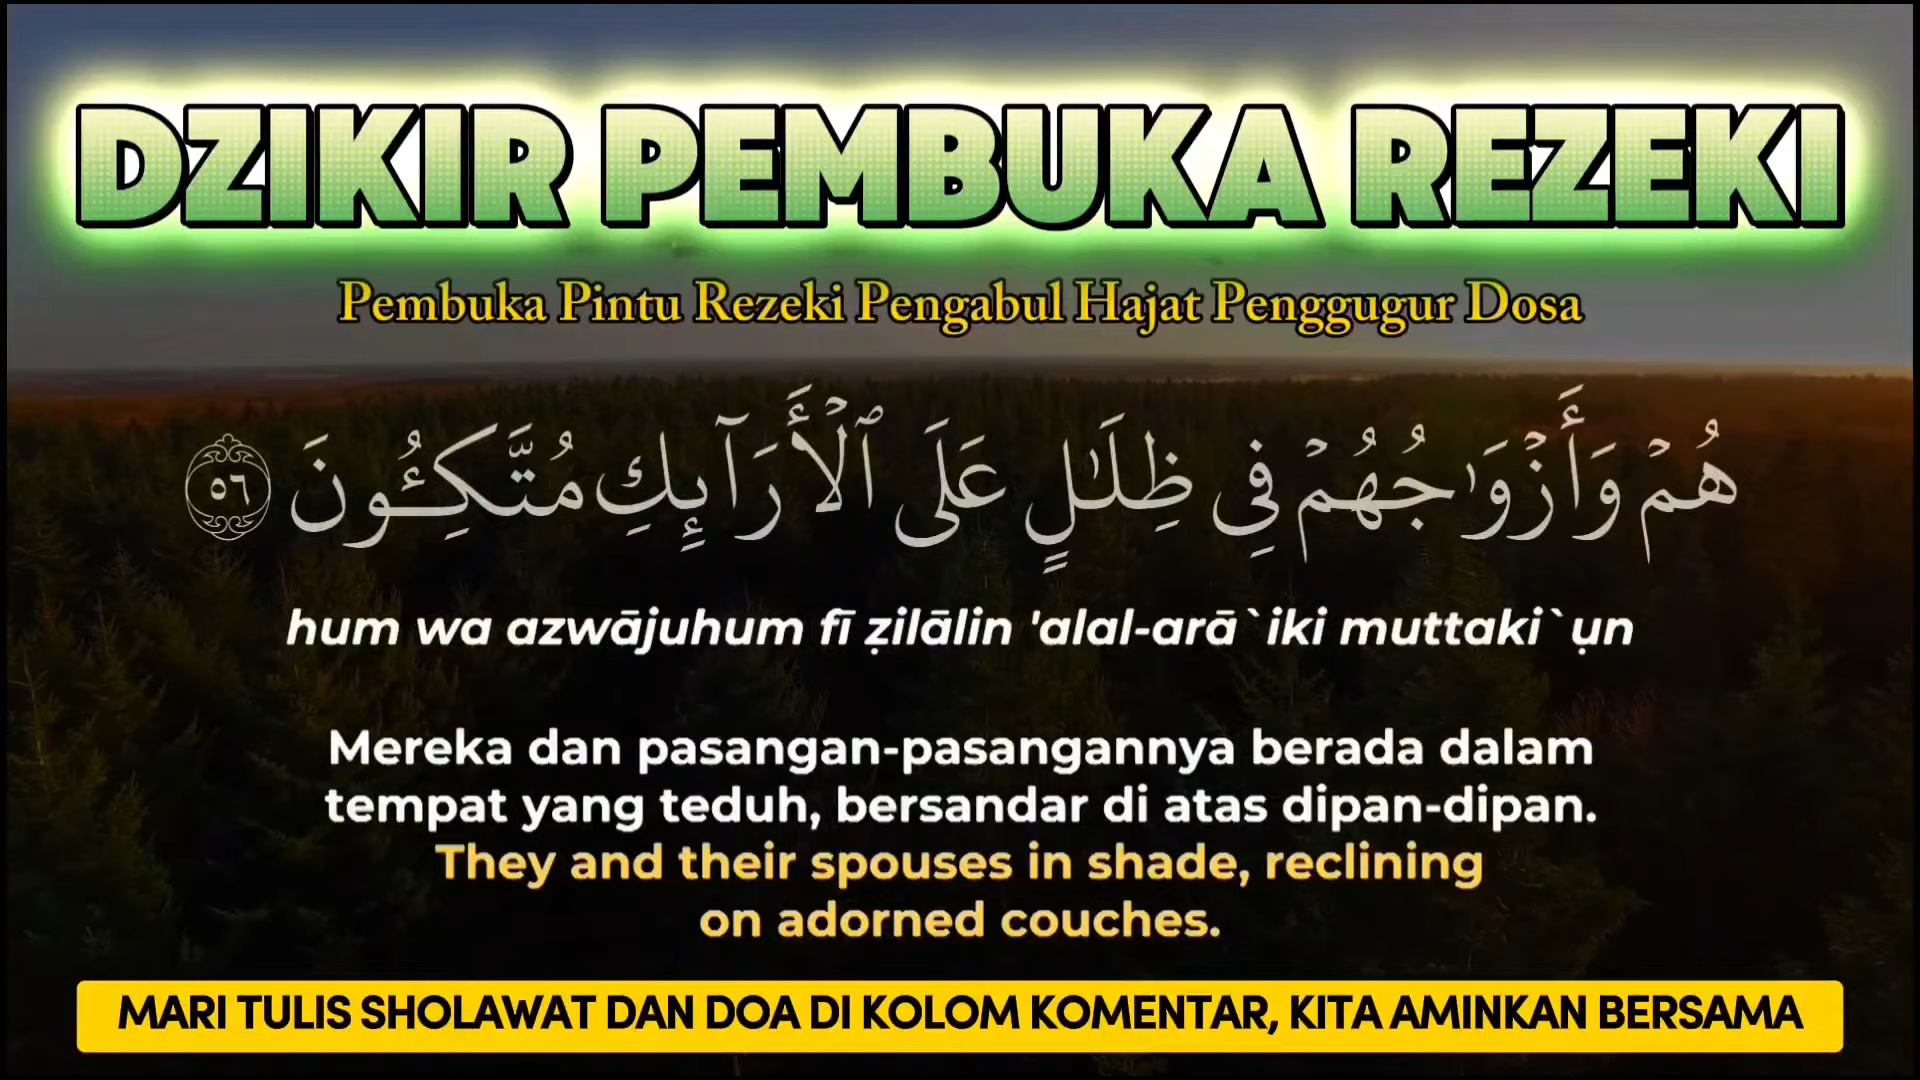 DZIKIR PEMBUKA REZEKI
Pembuka Pintu Rezeki Pengabul Hajat Penggugur Dosa
هُمْ وَأَزْوَٰجُهُمْ فِى ظِلَـٰلٍ عَلَى ٱلْأَرَآئِكِ مُتَّكِـُٔونَ ٥٦
hum wa azwājuhum fī ẓilālin 'alal-arā`iki muttaki`ụn
Mereka dan pasangan-pasangannya berada dalam
tempat yang teduh, bersandar di atas dipan-dipan.
They and their spouses in shade, reclining
on adorned couches.
MARI TULIS SHOLAWAT DAN DOA DI KOLOM KOMENTAR, KITA AMINKAN BERSAMA